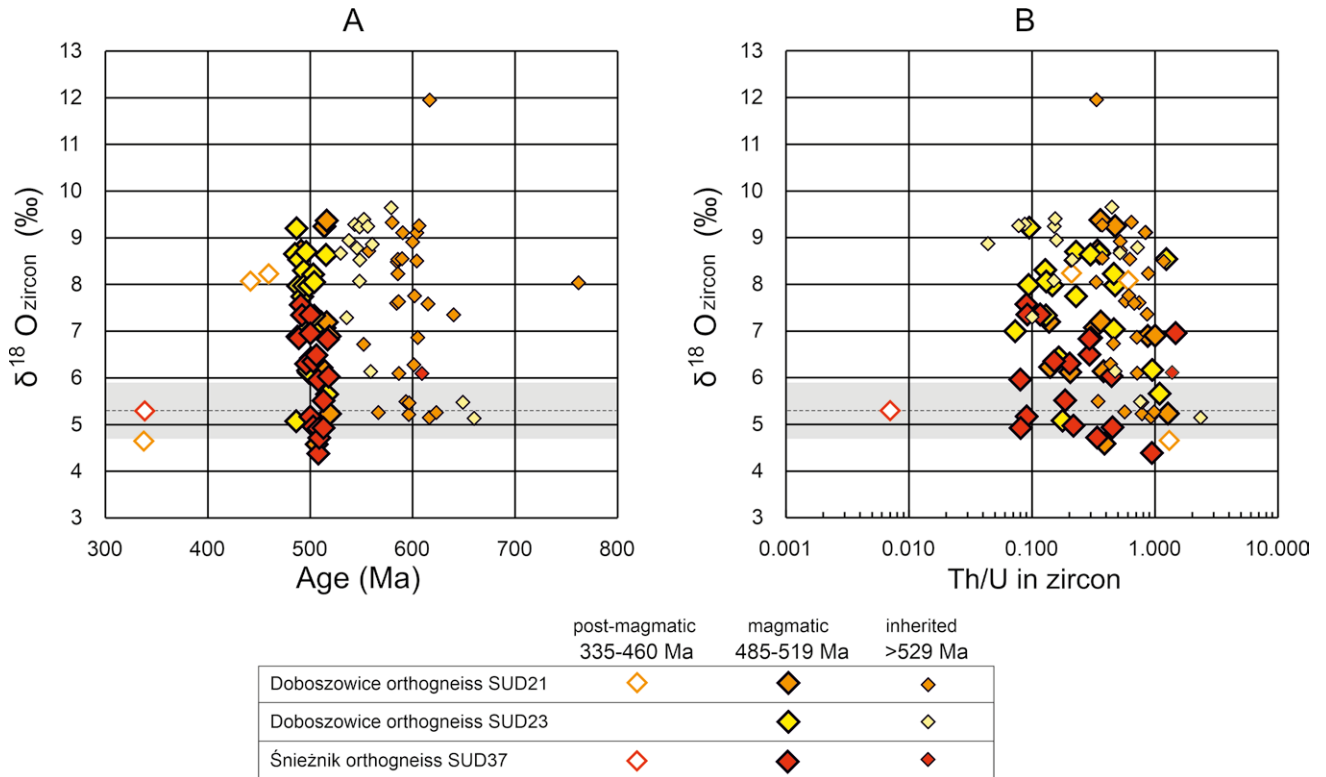 A
B
13
12
11
10
9
8
7
6
5
4
3
δ18 O zircon (‰)
300 400 500 600 700 800
Age (Ma)
13
12
11
10
9
8
7
6
5
4
3
δ18 O zircon (‰)
0.001 0.010 0.100 1.000 10.000
Th/U in zircon
post-magmatic magmatic inherited
335-460 Ma 485-519 Ma >529 Ma
Doboszowice orthogneiss SUD21
Doboszowice orthogneiss SUD23
Śnieżnik orthogneiss SUD37